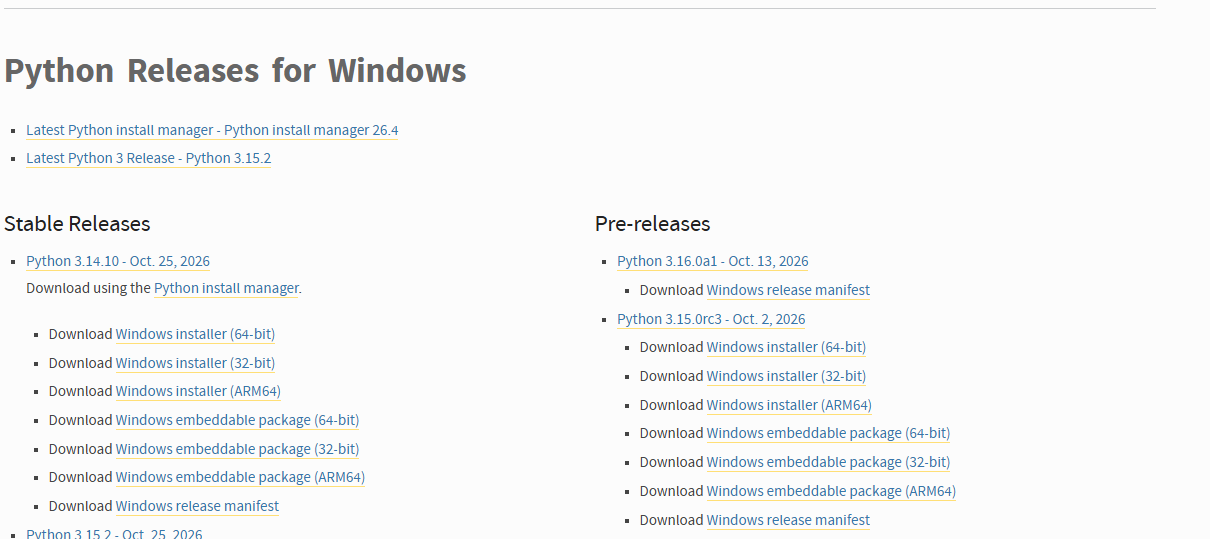 Python Releases for Windows
Latest Python install manager - Python install manager 26.4
Latest Python 3 Release - Python 3.15.2
Stable Releases
Python 3.14.10 - Oct. 25, 2026
Download using the Python install manager.
Download Windows installer (64-bit)
Download Windows installer (32-bit)
Download Windows installer (ARM64)
Download Windows embeddable package (64-bit)
Download Windows embeddable package (32-bit)
Download Windows embeddable package (ARM64)
Download Windows release manifest
Python 3.15.2 - Oct. 25, 2026
Pre-releases
Python 3.16.0a1 - Oct. 13, 2026
Download Windows release manifest
Python 3.15.0rc3 - Oct. 2, 2026
Download Windows installer (64-bit)
Download Windows installer (32-bit)
Download Windows installer (ARM64)
Download Windows embeddable package (64-bit)
Download Windows embeddable package (32-bit)
Download Windows embeddable package (ARM64)
Download Windows release manifest